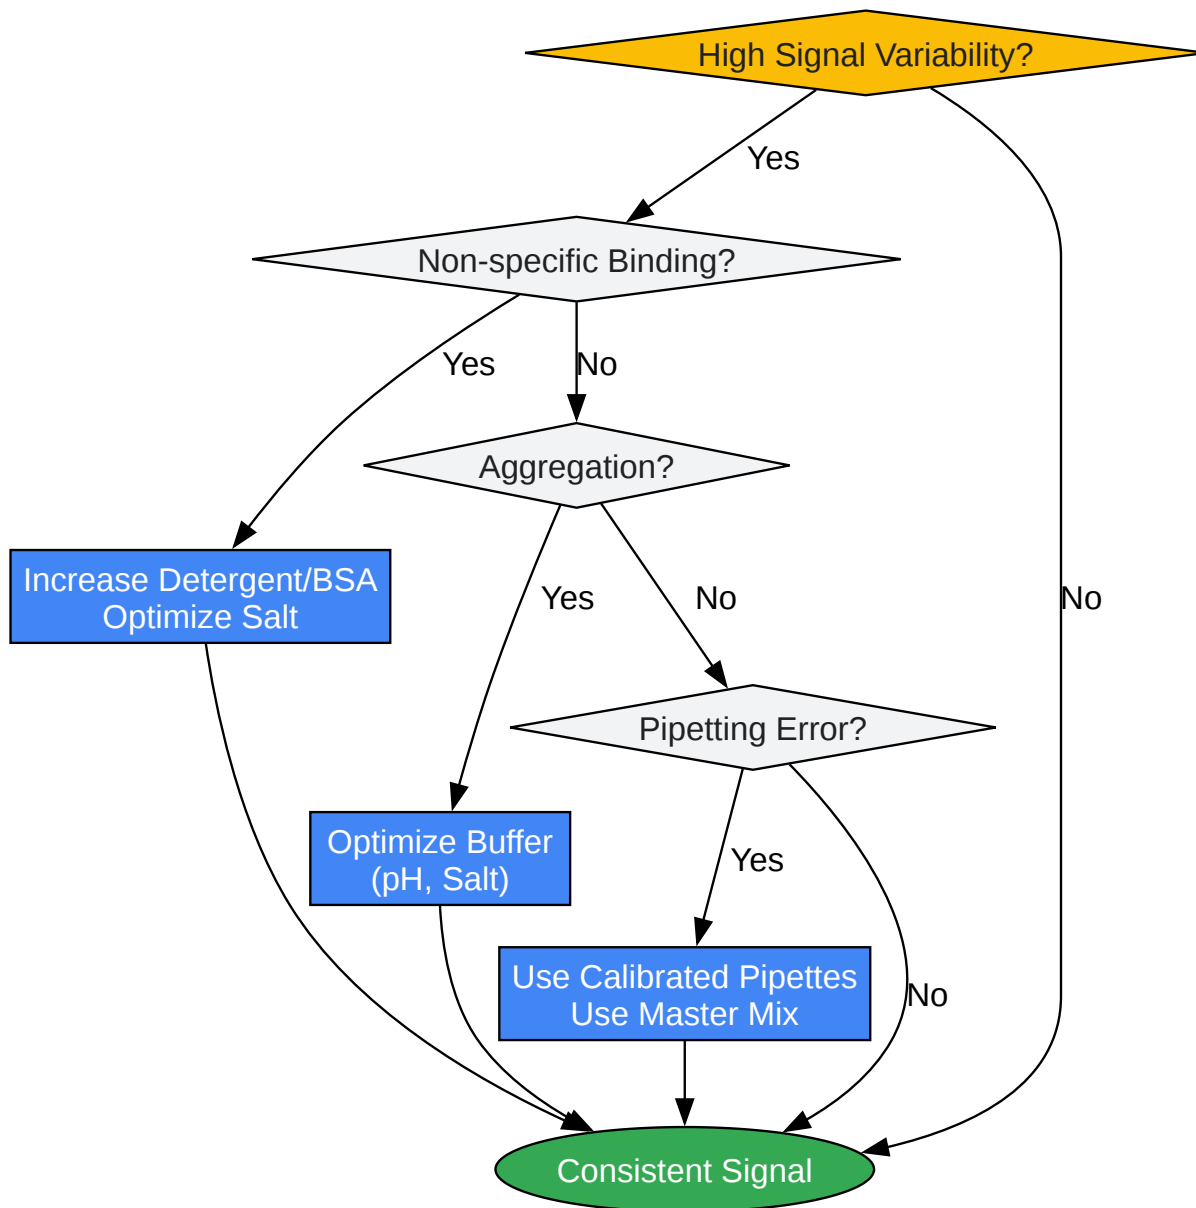 High Signal Variability?
Yes
Non-specific Binding?
Yes
No
Aggregation?
Increase Detergent/BSA
Optimize Salt
Yes
No
No
Pipetting Error?
Optimize Buffer
(pH, Salt)
Yes
Use Calibrated Pipettes
Use Master Mix
No
Consistent Signal